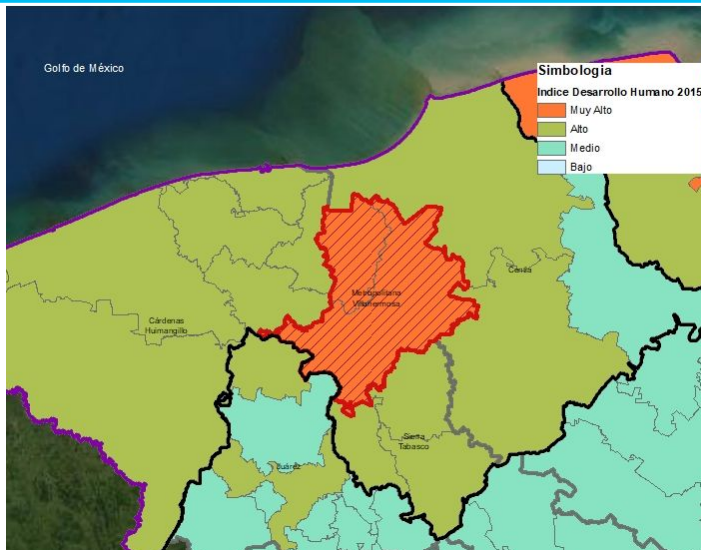 Golfo de México
Simbologia
Indice Desarrollo Humano 2015
Muy Alto
Alto
Medio
Bajo
Metropolitana
Villahermosa
Centla
Cárdenas
Huimanguillo
Sierra
Tabasco
Juárez